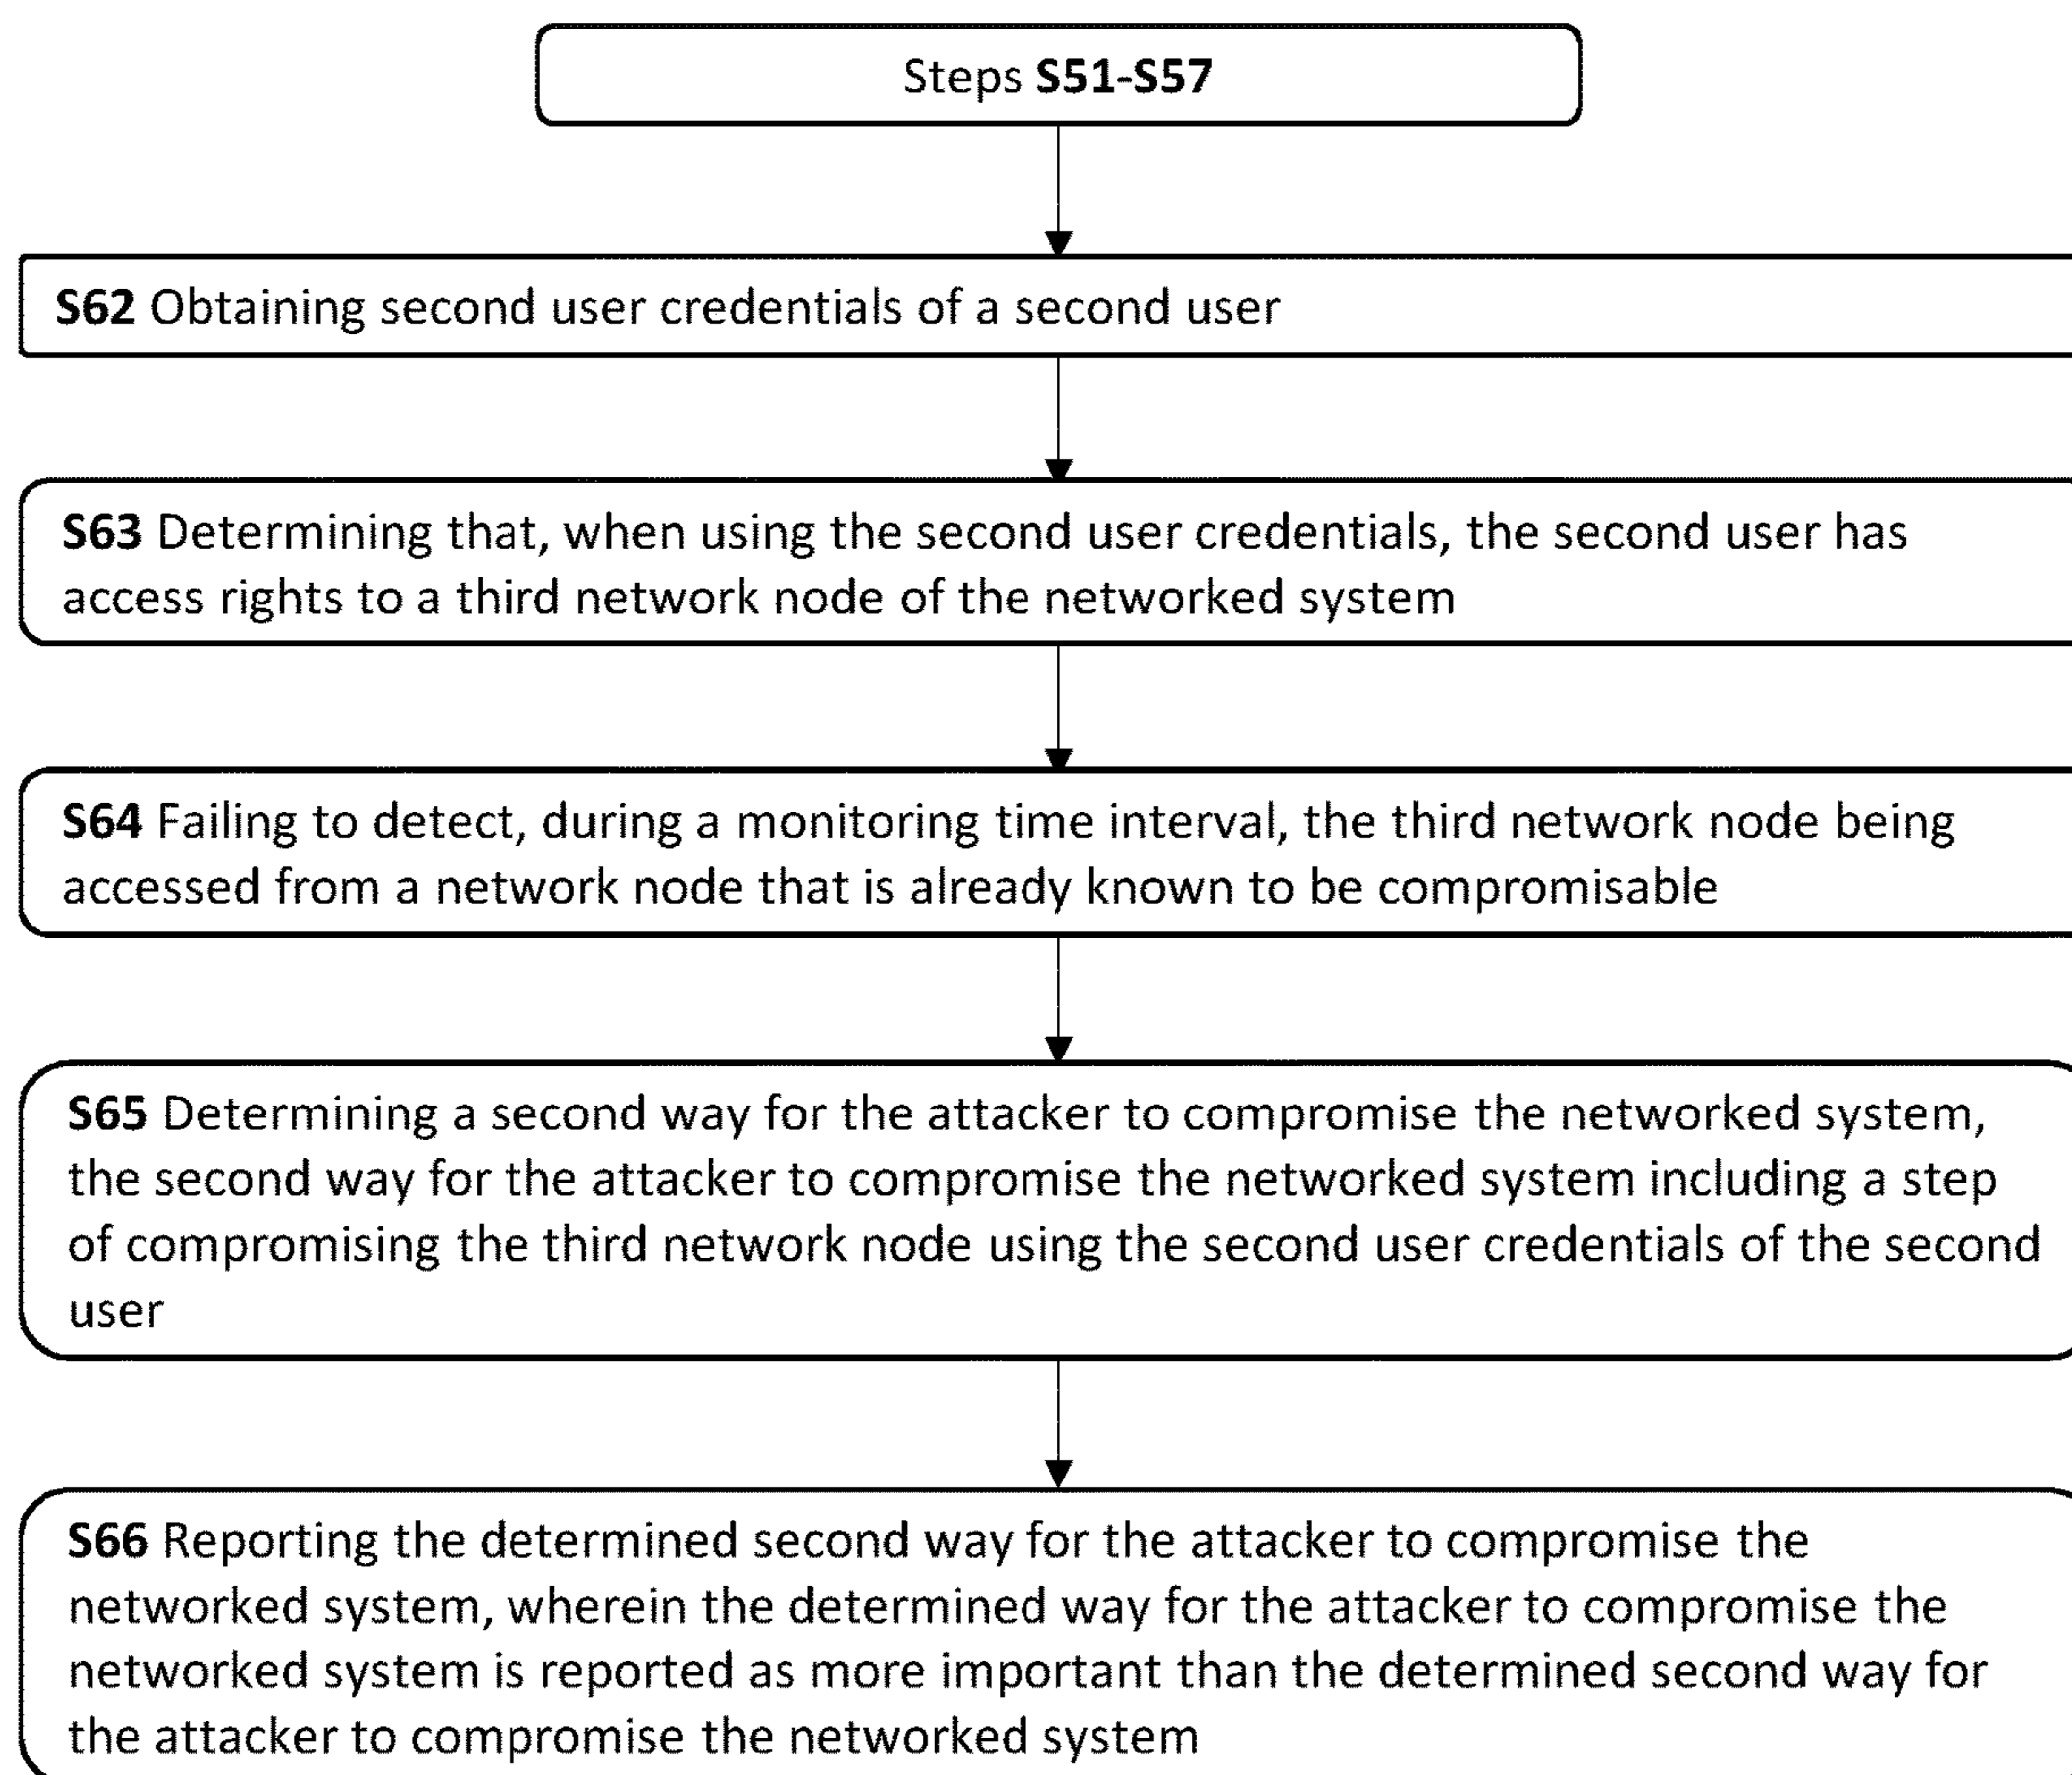 Steps S51-S57
S62 Obtaining second user credentials of a second user
S63 Determining that, when using the second user credentials, the second user has
access rights to a third network node of the networked system
S64 Failing to detect, during a monitoring time interval, the third network node being
accessed from a network node that is already known to be compromisable
S65 Determining a second way for the attacker to compromise the networked system,
the second way for the attacker to compromise the networked system including a step
of compromising the third network node using the second user credentials of the second
user
S66 Reporting the determined second way for the attacker to compromise the
networked system, wherein the determined way for the attacker to compromise the
networked system is reported as more important than the determined second way for
the attacker to compromise the networked system